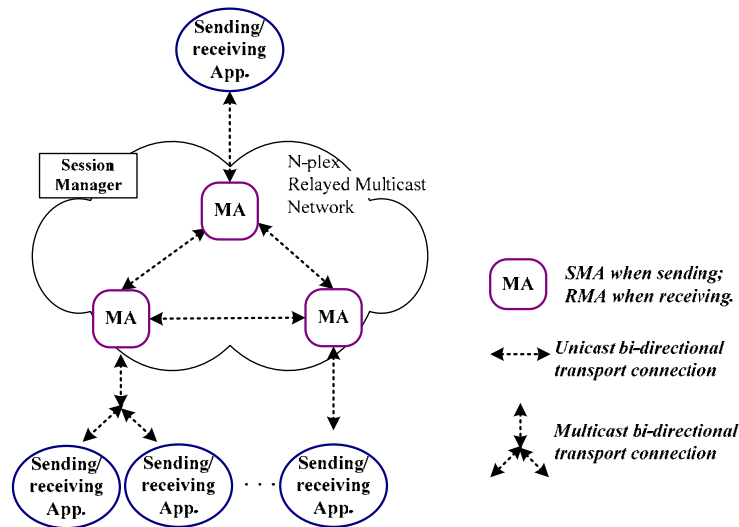 Sending/
receiving
App.
Session
Manager
N-plex
Relayed Multicast
Network
MA
MA
MA
MA
SMA when sending;
RMA when receiving.
Unicast bi-directional
transport connection
Multicast bi-directional
transport connection
Sending/
receiving
App.
Sending/
receiving
App.
. . .
Sending/
receiving
App.